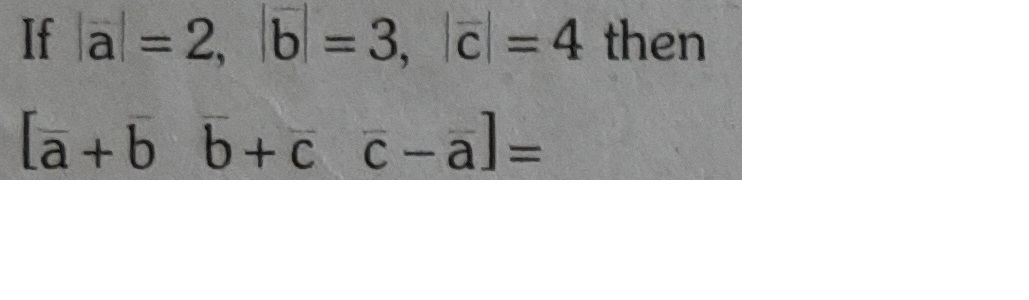 If |a̅| = 2, |b̅| = 3, |c̅| = 4 then
[a̅ + b̅ b̅ + c̅ c̅ − a̅] =